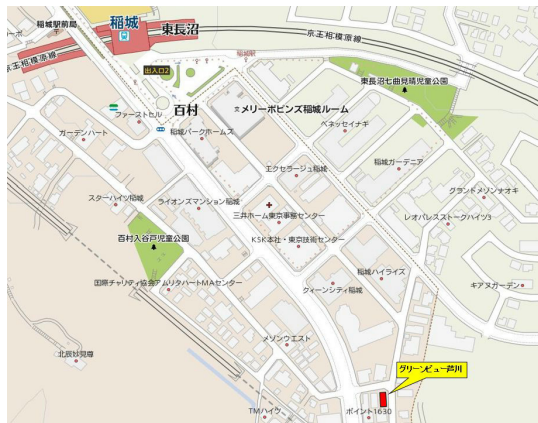 稲城駅前局
稲城
東長沼
京王相模原線
稲城駅
出入口2
東長沼七曲見晴児童公園
京王相模原線
百村
メリーポピンズ稲城ルーム
ファーストヒル
ベネッセイナギ
ガーデンハート
稲城パークホームズ
エクセラージュ稲城
稲城ガーデニア
グランドメゾンナオキ
スターハイツ稲城
ライオンズマンション稲城
三井ホーム東京事務センター
レオパレスストークハイツ3
百村入谷戸児童公園
KSK本社・東京技術センター
稲城ハイライズ
国際チャリティ協会アムリタハートMAセンター
クィーンシティ稲城
キアヌガーデン
メゾンウエスト
北辰妙見尊
グリーンビュー芦川
TMハイツ
ポイント1630